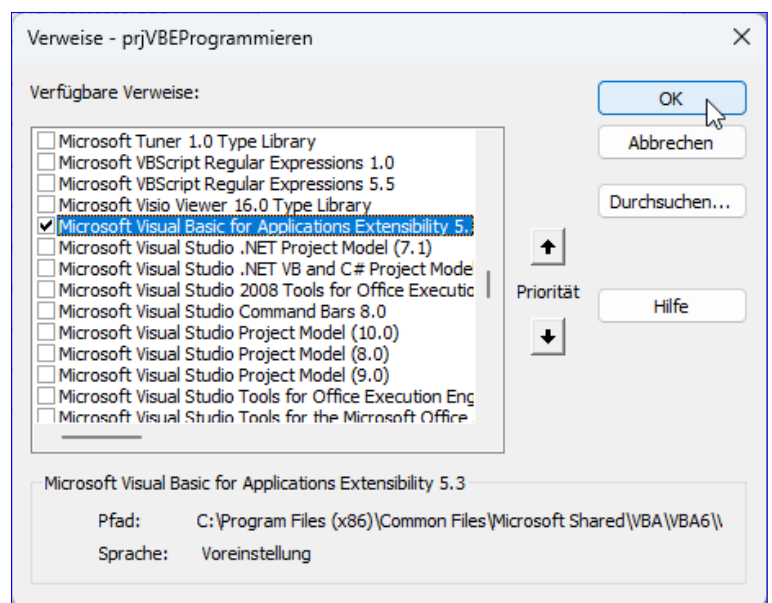 Verweise - prjVBEProgrammieren
Verfügbare Verweise:
Microsoft Tuner 1.0 Type Library
Microsoft VBScript Regular Expressions 1.0
Microsoft VBScript Regular Expressions 5.5
Microsoft Visio Viewer 16.0 Type Library
Microsoft Visual Basic for Applications Extensibility 5.
Microsoft Visual Studio .NET Project Model (7.1)
Microsoft Visual Studio .NET VB and C# Project Mode
Microsoft Visual Studio 2008 Tools for Office Executio
Microsoft Visual Studio Command Bars 8.0
Microsoft Visual Studio Project Model (10.0)
Microsoft Visual Studio Project Model (8.0)
Microsoft Visual Studio Project Model (9.0)
Microsoft Visual Studio Tools for Office Execution Eng
Microsoft Visual Studio Tools for the Microsoft Office
OK
Abbrechen
Durchsuchen...
Priorität
Hilfe
Microsoft Visual Basic for Applications Extensibility 5.3
Pfad: C:\Program Files (x86)\Common Files\Microsoft Shared\VBA\VBA6\\
Sprache: Voreinstellung